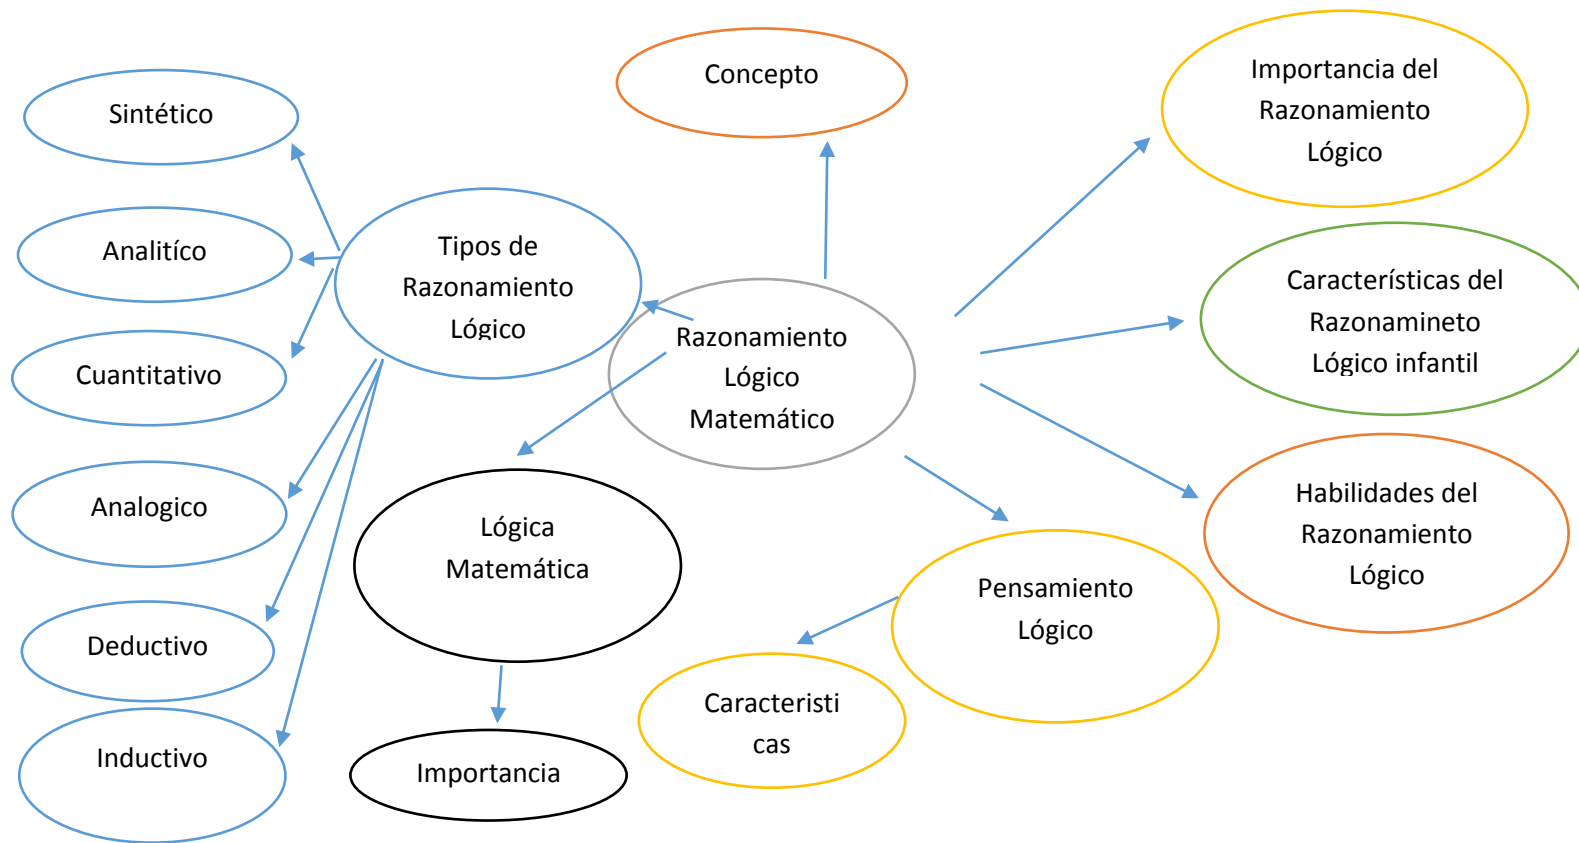 Concepto
Importancia del
Razonamiento
Lógico
Sintético
Analitíco
Tipos de
Razonamiento
Lógico
Característícas del
Razonamineto
Lógico infantil
Razonamiento
Lógico
Matemático
Cuantitativo
Analogico
Lógica
Matemática
Habilidades del
Razonamiento
Lógico
Pensamiento
Lógico
Deductivo
Caracteristi
cas
Inductivo
Importancia